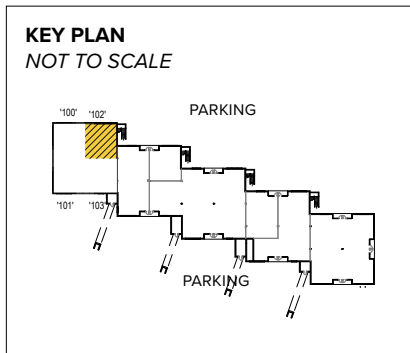 KEY PLAN
NOT TO SCALE
PARKING
'100' '102'
'101' '103'
PARKING